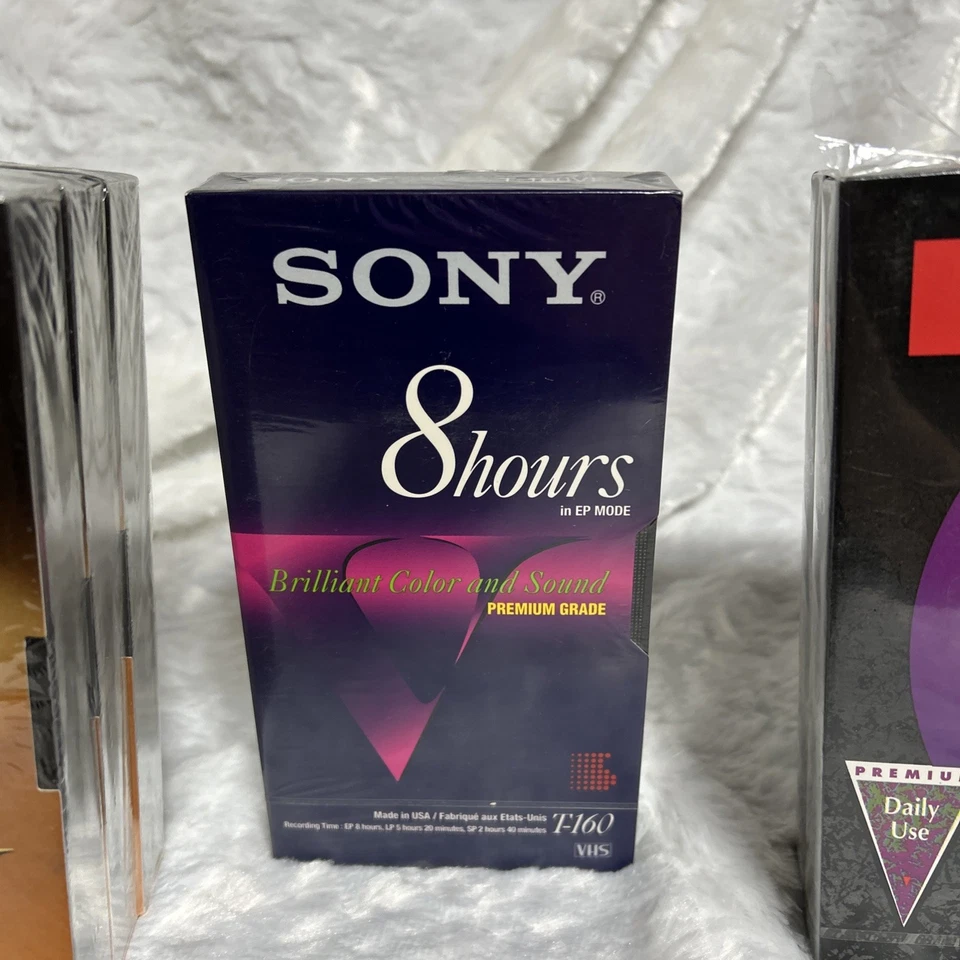 SONY®
8hours
in EP MODE
Brilliant Color and Sound
PREMIUM GRADE
Made in USA / Fabriqué aux Etats-Unis
Recording Time : EP 8 hours, LP 5 hours 20 minutes, SP 2 hours 40 minutes
T-160
VHS
PREMIU
Daily
Use